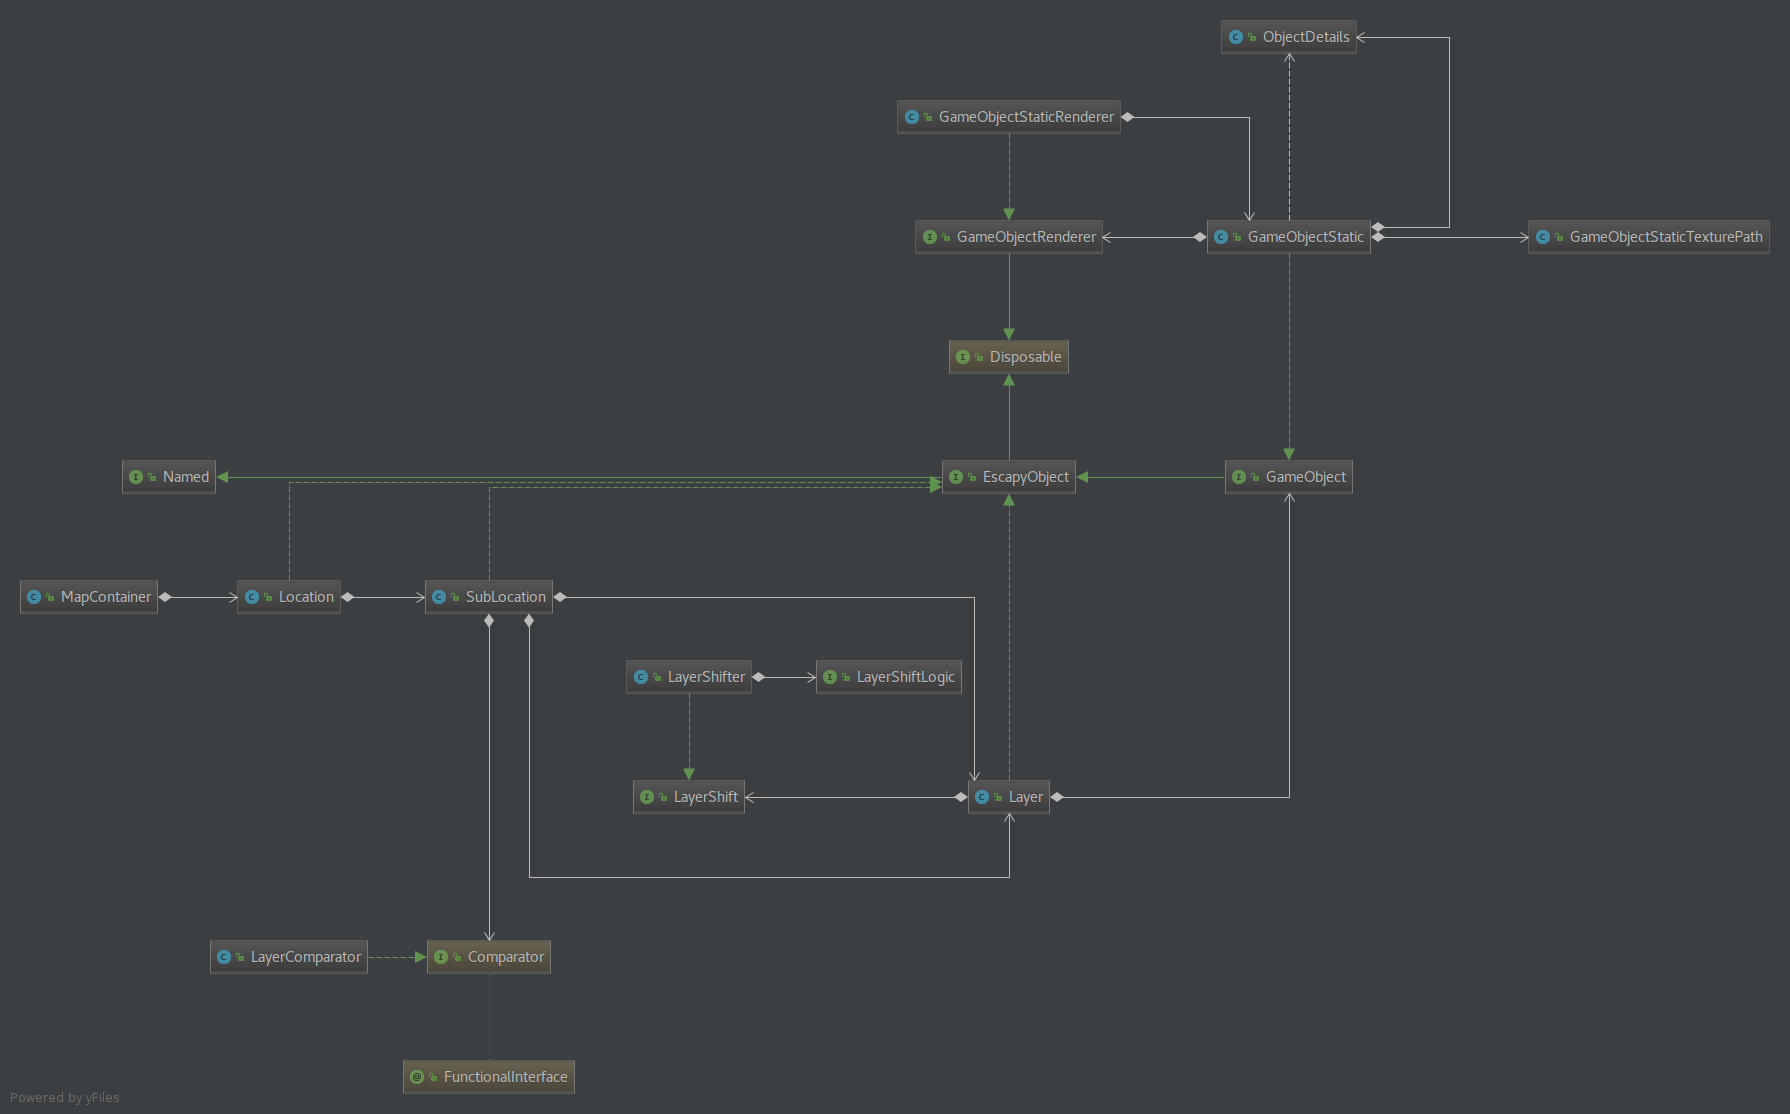 ObjectDetails
GameObjectStaticRenderer
GameObjectRenderer
GameObjectStatic
GameObjectStaticTexturePath
Disposable
Named
EscapyObject
GameObject
MapContainer
Location
SubLocation
LayerShifter
LayerShiftLogic
LayerShift
Layer
LayerComparator
Comparator
FunctionalInterface
Powered by yFiles